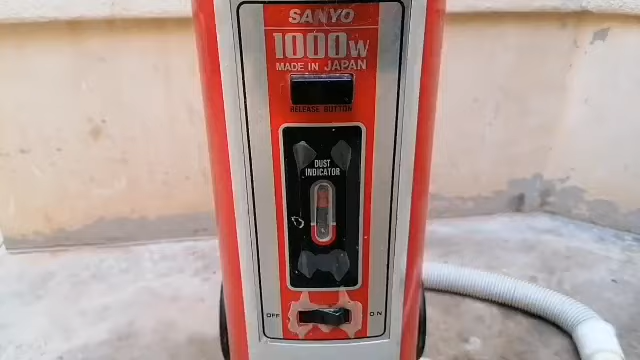 SANYO
1000W
MADE IN JAPAN
RELEASE BUTTON
DUST
INDICATOR
OFF ON